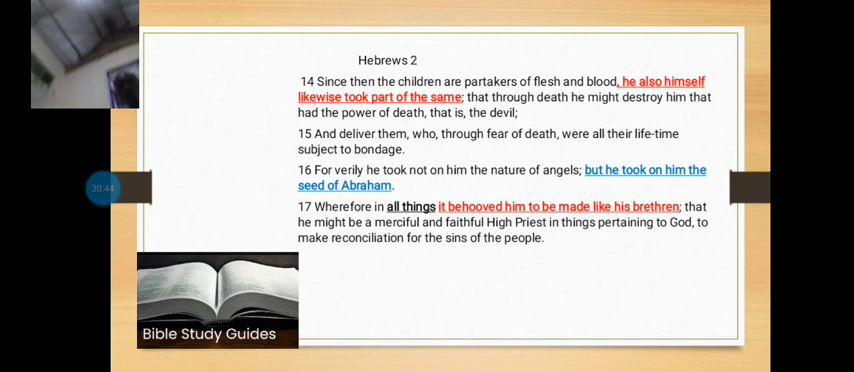 Hebrews 2
14 Since then the children are partakers of flesh and blood, he also himself
likewise took part of the same; that through death he might destroy him that
had the power of death, that is, the devil;
15 And deliver them, who, through fear of death, were all their life-time
subject to bondage.
16 For verily he took not on him the nature of angels; but he took on him the
seed of Abraham.
30:44
17 Wherefore in all things it behooved him to be made like his brethren; that
he might be a merciful and faithful High Priest in things pertaining to God, to
make reconciliation for the sins of the people.
Bible Study Guides